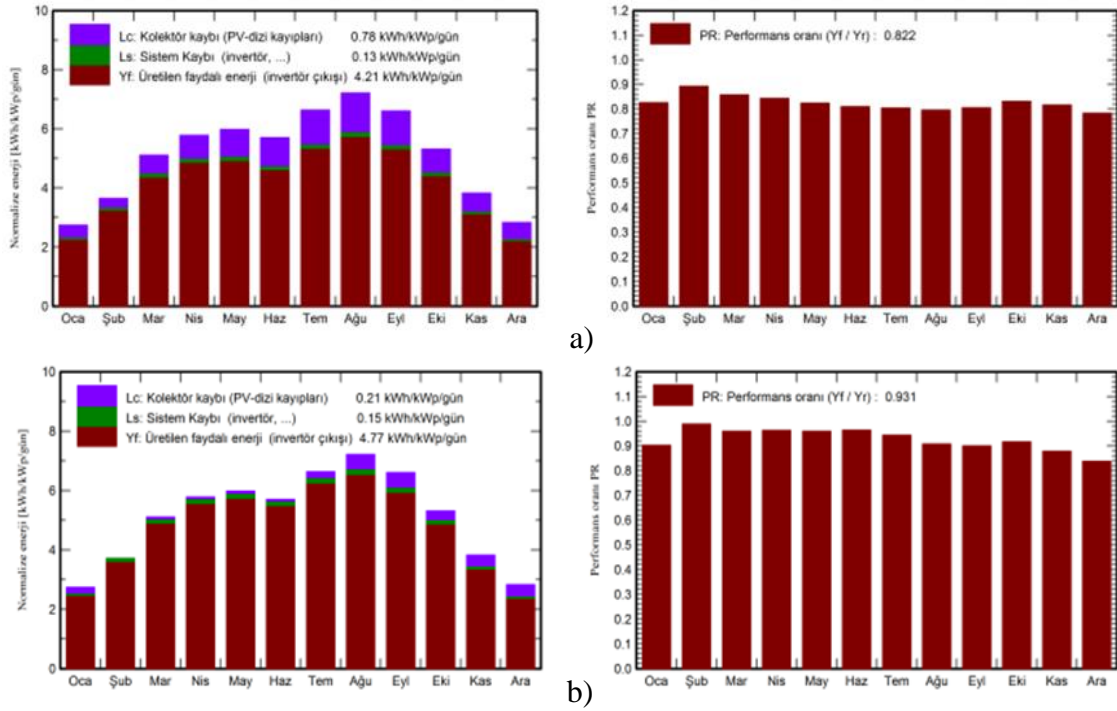 Normalize enerji [kWh/kWp/gün]
10
8
6
4
2
0
Lc: Kolektór kaybı (PV-dizi kayıpları) 0.78 kWh/kWp/gün
Ls: Sistem Kaybı (invertór, ...) 0.13 kWh/kWp/gün
Yf: Üretilen faydalı enerji (invertór çıkışı) 4.21 kWh/kWp/gün
Oca Şub Mar Nis May Haz Tem Ağu Eyl Eki Kas Ara
Performans oranı PR
1.2
1.1
1.0
0.9
0.8
0.7
0.6
0.5
0.4
0.3
0.2
0.1
0.0
PR: Performans oranı (Yf / Yr) : 0.822
Oca Şub Mar Nis May Haz Tem Ağu Eyl Eki Kas Ara
a)
Normalize enerji [kWh/kWp/gün]
10
8
6
4
2
0
Lc: Kolektór kaybı (PV-dizi kayıpları) 0.21 kWh/kWp/gün
Ls: Sistem Kaybı (invertór, ...) 0.15 kWh/kWp/gün
Yf: Üretilen faydalı enerji (invertór çıkışı) 4.77 kWh/kWp/gün
Oca Şub Mar Nis May Haz Tem Ağu Eyl Eki Kas Ara
Performans oranı PR
1.2
1.1
1.0
0.9
0.8
0.7
0.6
0.5
0.4
0.3
0.2
0.1
0.0
PR: Performans oranı (Yf / Yr) : 0.931
Oca Şub Mar Nis May Haz Tem Ağu Eyl Eki Kas Ara
b)